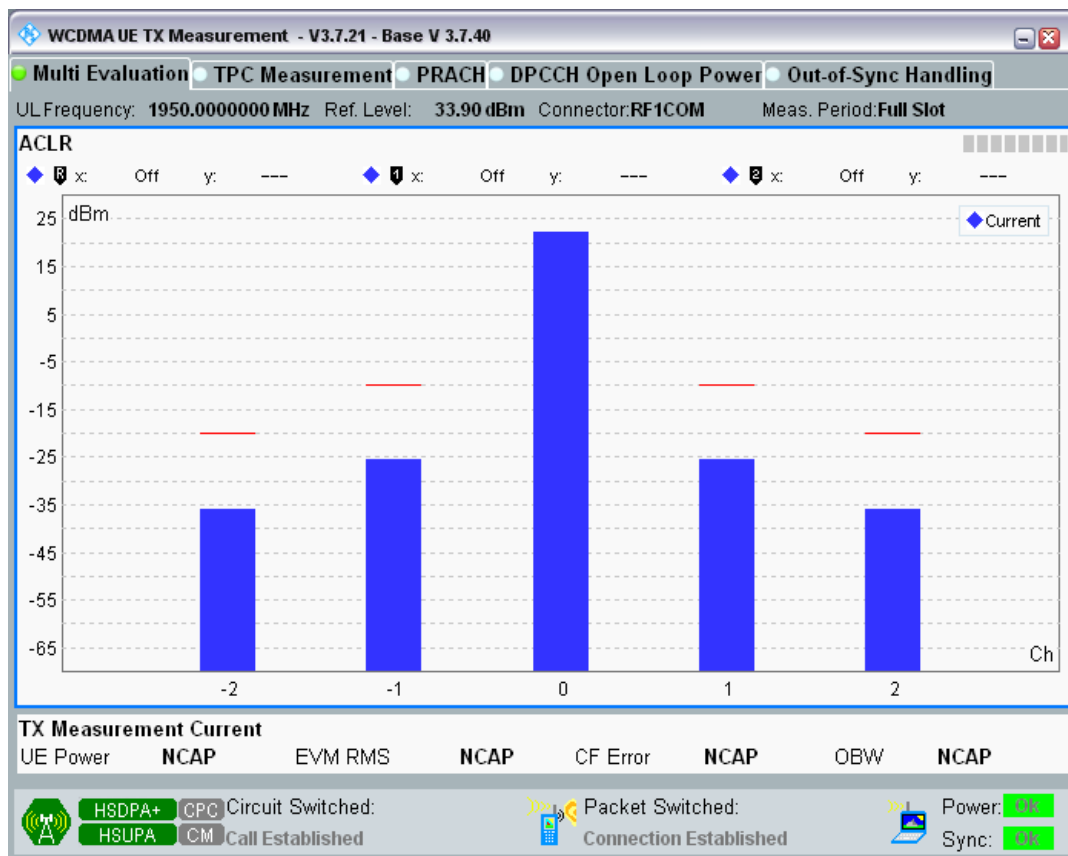 WCDMA UE TX Measurement - V3.7.21 - Base V 3.7.40
Multi Evaluation TPC Measurement PRACH DPCCH Open Loop Power Out-of-Sync Handling
UL Frequency: 1950.0000000 MHz Ref. Level: 33.90 dBm Connector:RF1COM Meas. Period:Full Slot
ACLR
R x: Off y: --- 1 x: Off y: --- 2 x: Off y: ---
dBm
Current
25
15
5
-5
-15
-25
-35
-45
-55
-65
Ch
-2 -1 0 1 2
TX Measurement Current
UE Power NCAP EVM RMS NCAP CF Error NCAP OBW NCAP
HSDPA+ CPC Circuit Switched: Packet Switched: Power: OK
HSUPA CM Call Established Connection Established Sync: OK